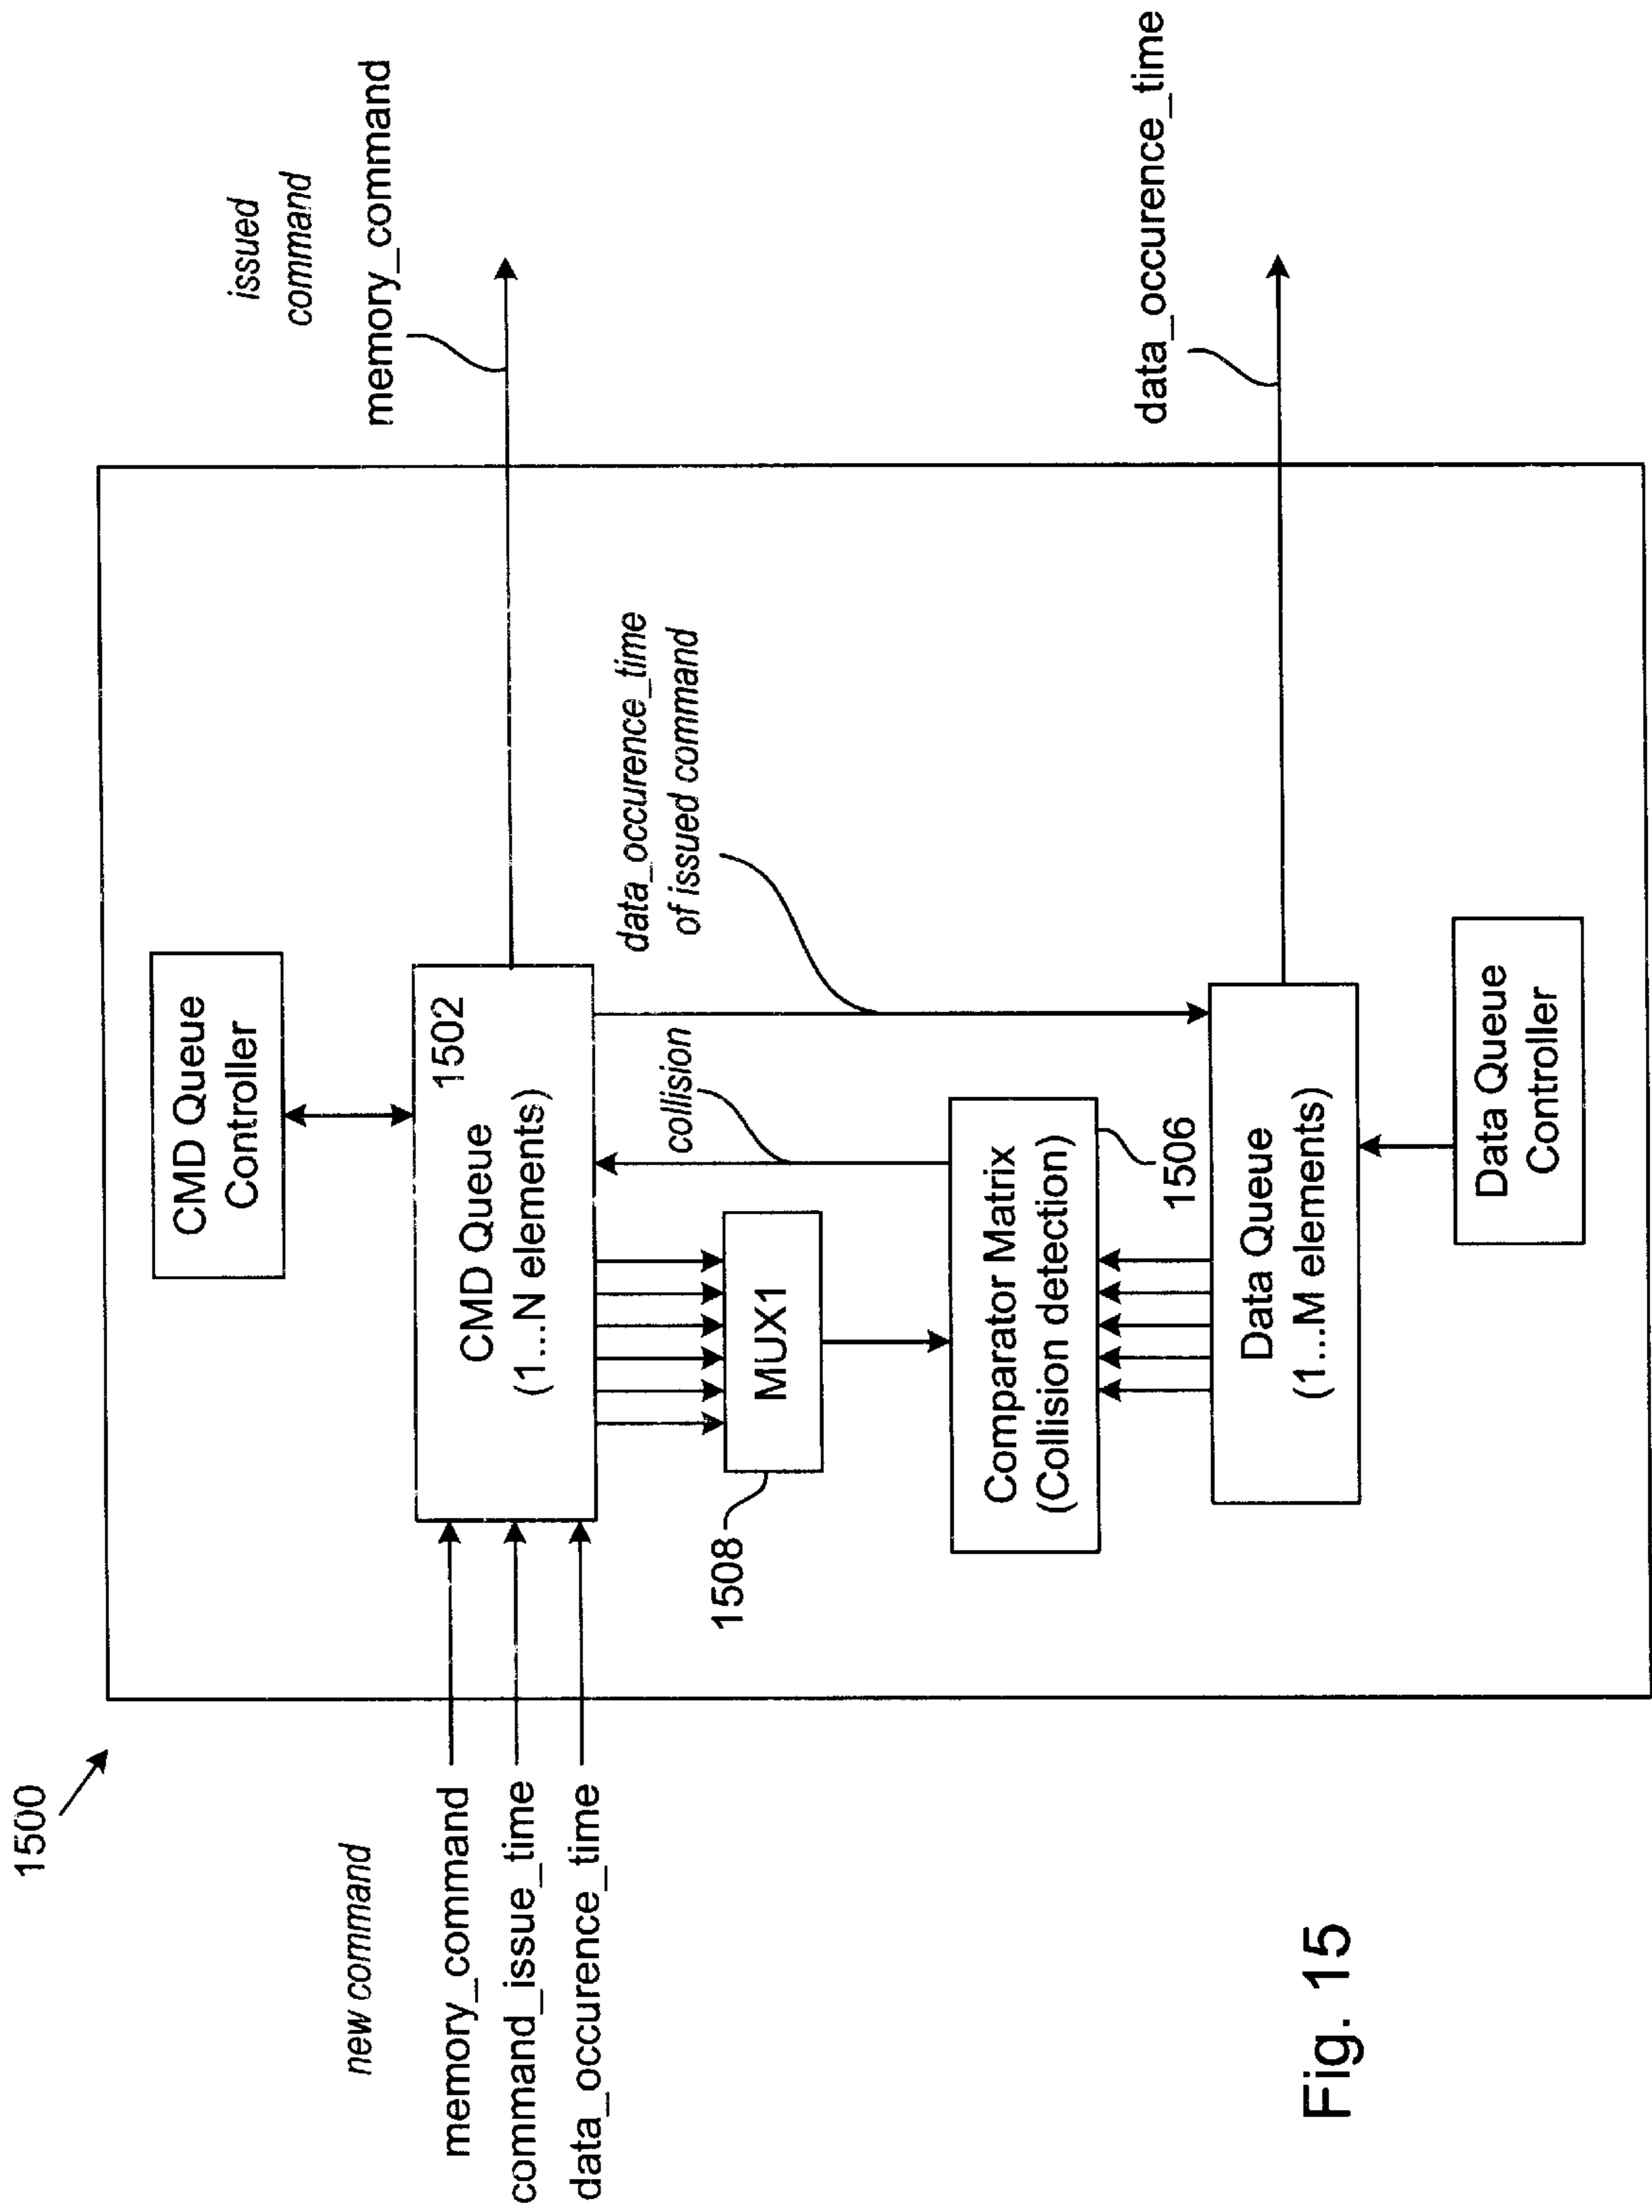 1500
new command
memory_command
command_issue_time
data_occurence_time
CMD Queue
Controller
1502
CMD Queue
(1...N elements)
issued
command
memory_command
1508
MUX1
collision
data_occurence_time
of issued command
Comparator Matrix
(Collision detection)
1506
Data Queue
(1...M elements)
data_occurence_time
Data Queue
Controller
Fig. 15